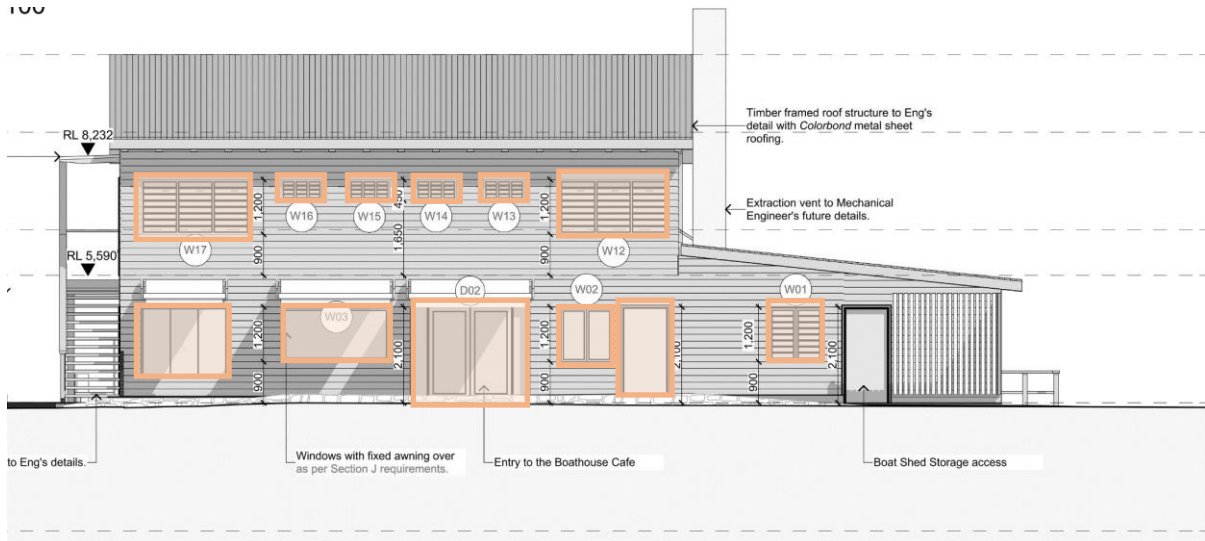 RL 8,232
Timber framed roof structure to Eng's
detail with Colorbond metal sheet
roofing.
1,200
W16
W15
450
W14
W13
1,200
Extraction vent to Mechanical
Engineer's future details.
W17
1,650
W12
900
900
RL 5,590
D02
W02
W01
W03
1,200
2,100
1,200
2,100
1,200
2,100
900
900
900
to Eng's details.
Windows with fixed awning over
as per Section J requirements.
Entry to the Boathouse Cafe
Boat Shed Storage access